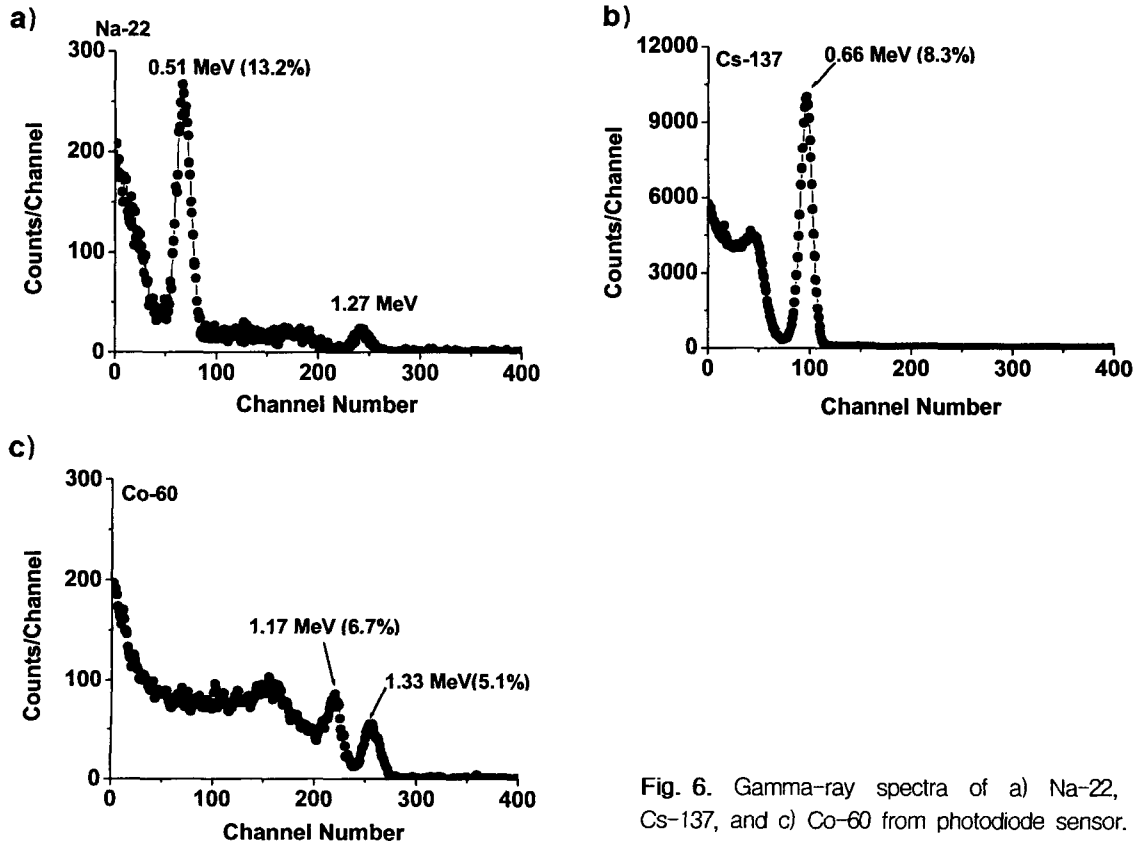 a)
Na-22
300
0.51 MeV (13.2%)
200
100
0
1.27 MeV
Counts/Channel
0 100 200 300 400
Channel Number
b)
12000
Cs-137
0.66 MeV (8.3%)
9000
6000
3000
0
Counts/Channel
0 100 200 300 400
Channel Number
c)
300
Co-60
200
1.17 MeV (6.7%)
100
1.33 MeV(5.1%)
0
Counts/Channel
0 100 200 300 400
Channel Number
Fig. 6. Gamma-ray spectra of a) Na-22,
Cs-137, and c) Co-60 from photodiode sensor.